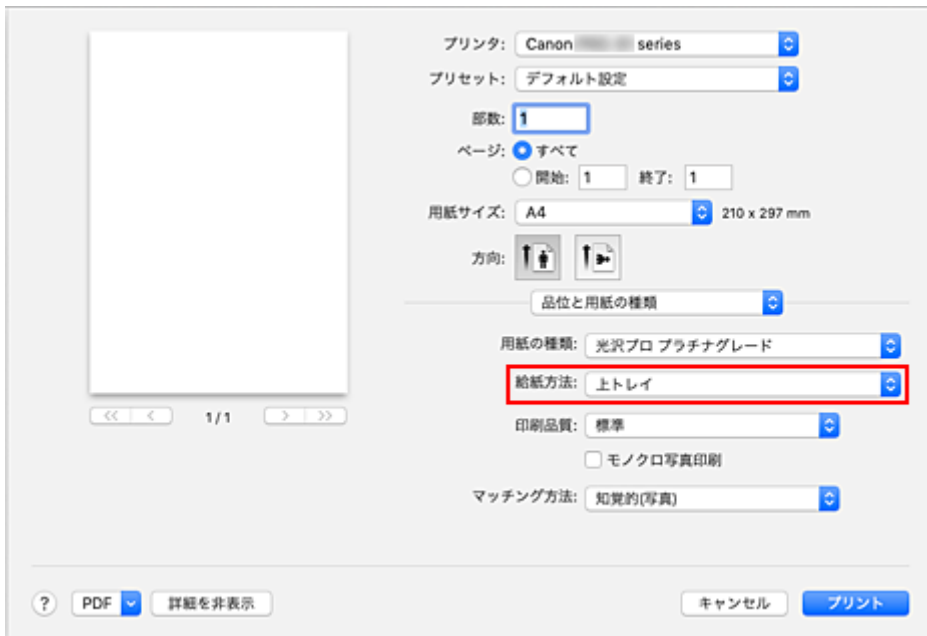 プリンタ: Canon series
プリセット: デフォルト設定
部数: 1
ページ: すべて
開始: 1 終了: 1
用紙サイズ: A4 210 x 297 mm
方向:
品位と用紙の種類
用紙の種類: 光沢プロ プラチナグレード
給紙方法: 上トレイ
<< < 1 / 1 > >>
印刷品質: 標準
モノクロ写真印刷
マッチング方法: 知覚的(写真)
? PDF 詳細を非表示 キャンセル プリント